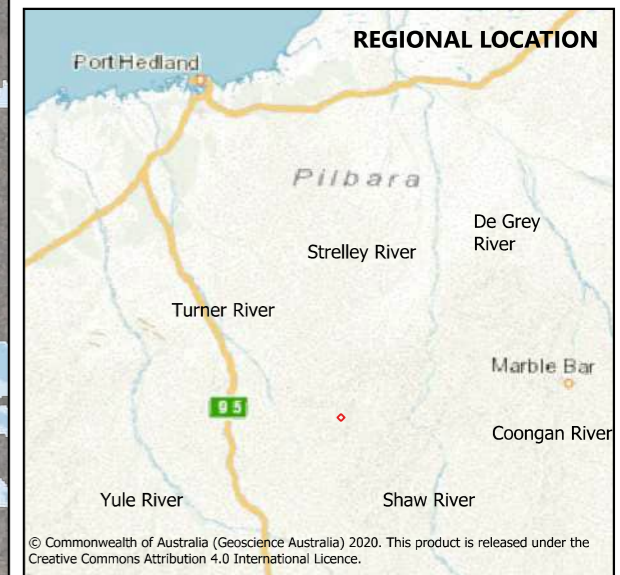 REGIONAL LOCATION
Port Hedland
Pilbara
De Grey
River
Strelley River
Turner River
Marble Bar
95
Coongan River
Yule River
Shaw River
© Commonwealth of Australia (Geoscience Australia) 2020. This product is released under the
Creative Commons Attribution 4.0 International Licence.